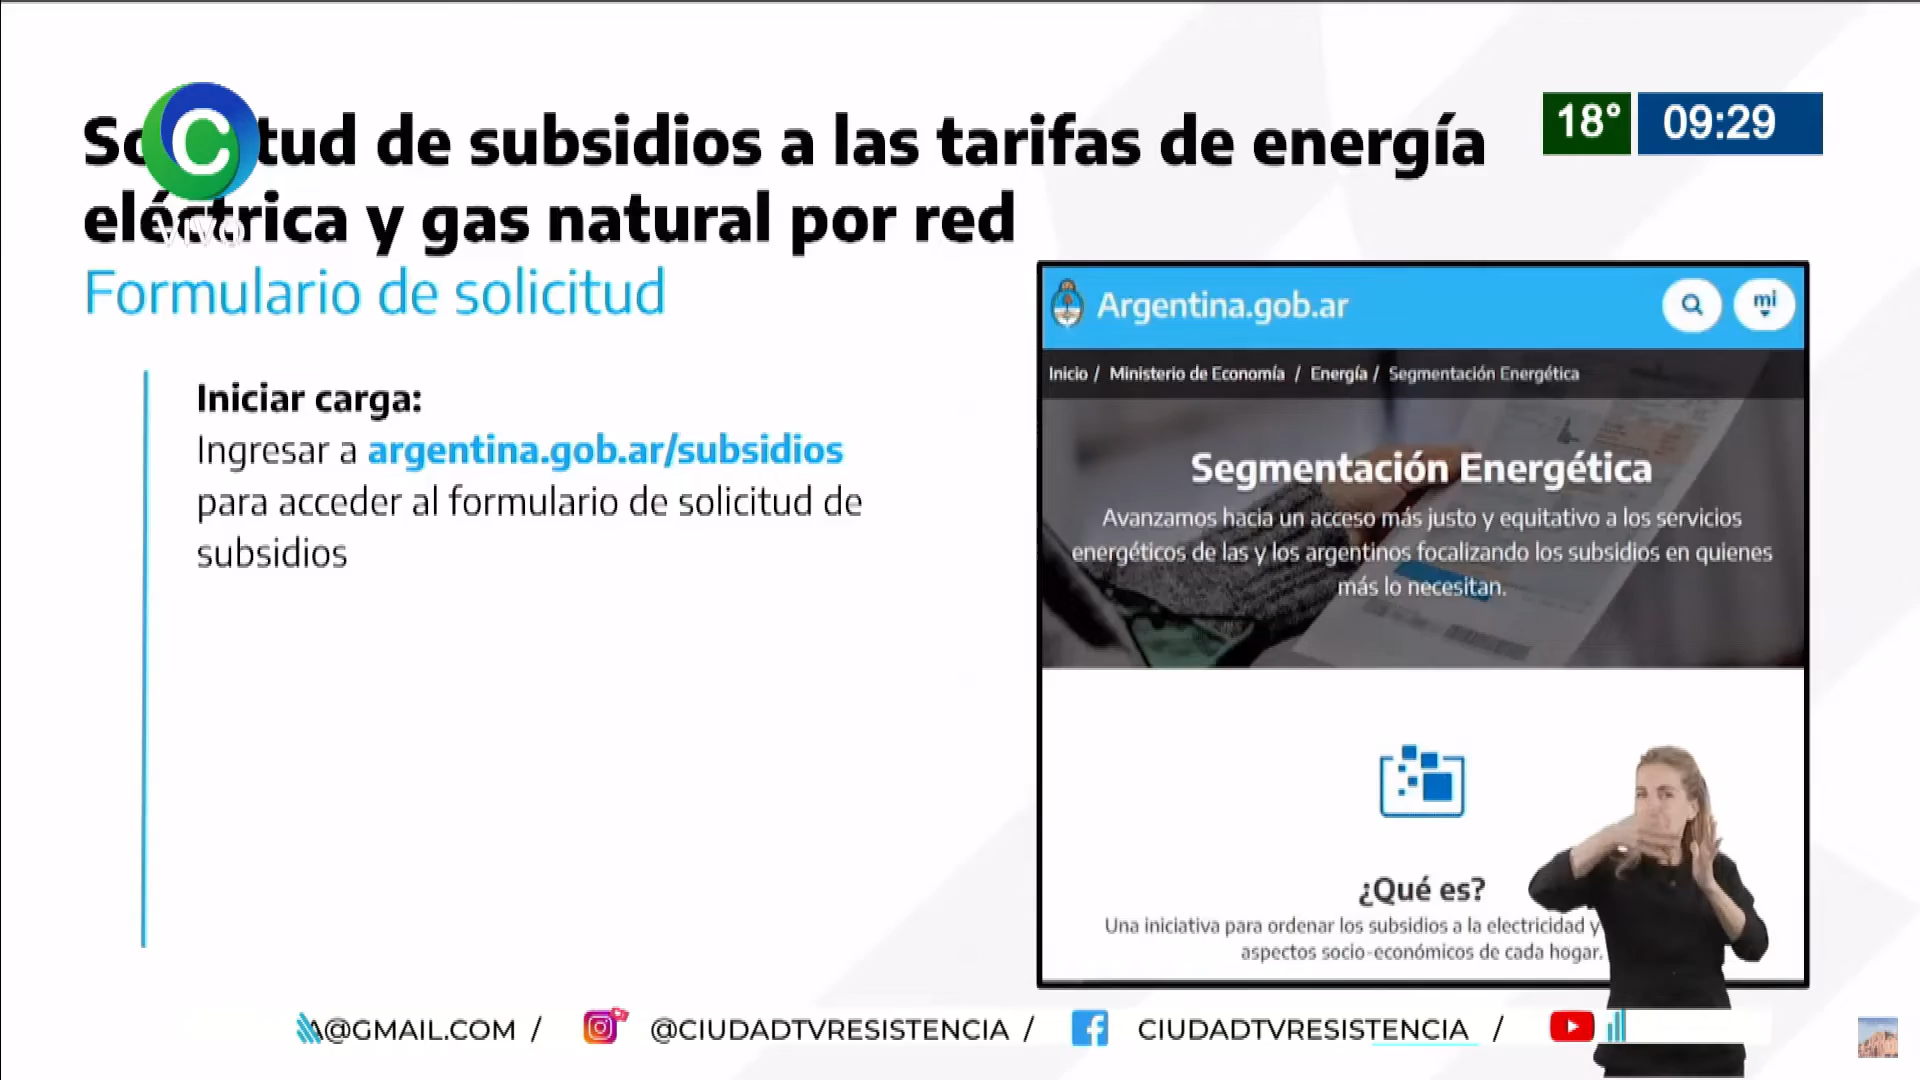 So tud de subsidios a las tarifas de energía
eléctrica y gas natural por red
C
VIVO
18°
09:29
Formulario de solicitud
Iniciar carga:
Ingresar a argentina.gob.ar/subsidios
para acceder al formulario de solicitud de
subsidios
Argentina.gob.ar
mi
Inicio / Ministerio de Economía / Energía / Segmentación Energética
Segmentación Energética
Avanzamos hacia un acceso más justo y equitativo a los servicios
energéticos de las y los argentinos focalizando los subsidios en quienes
más lo necesitan.
¿Qué es?
Una iniciativa para ordenar los subsidios a la electricidad y
aspectos socio-económicos de cada hogar.
A@GMAIL.COM / @CIUDADTVRESISTENCIA / CIUDADTVRESISTENCIA /